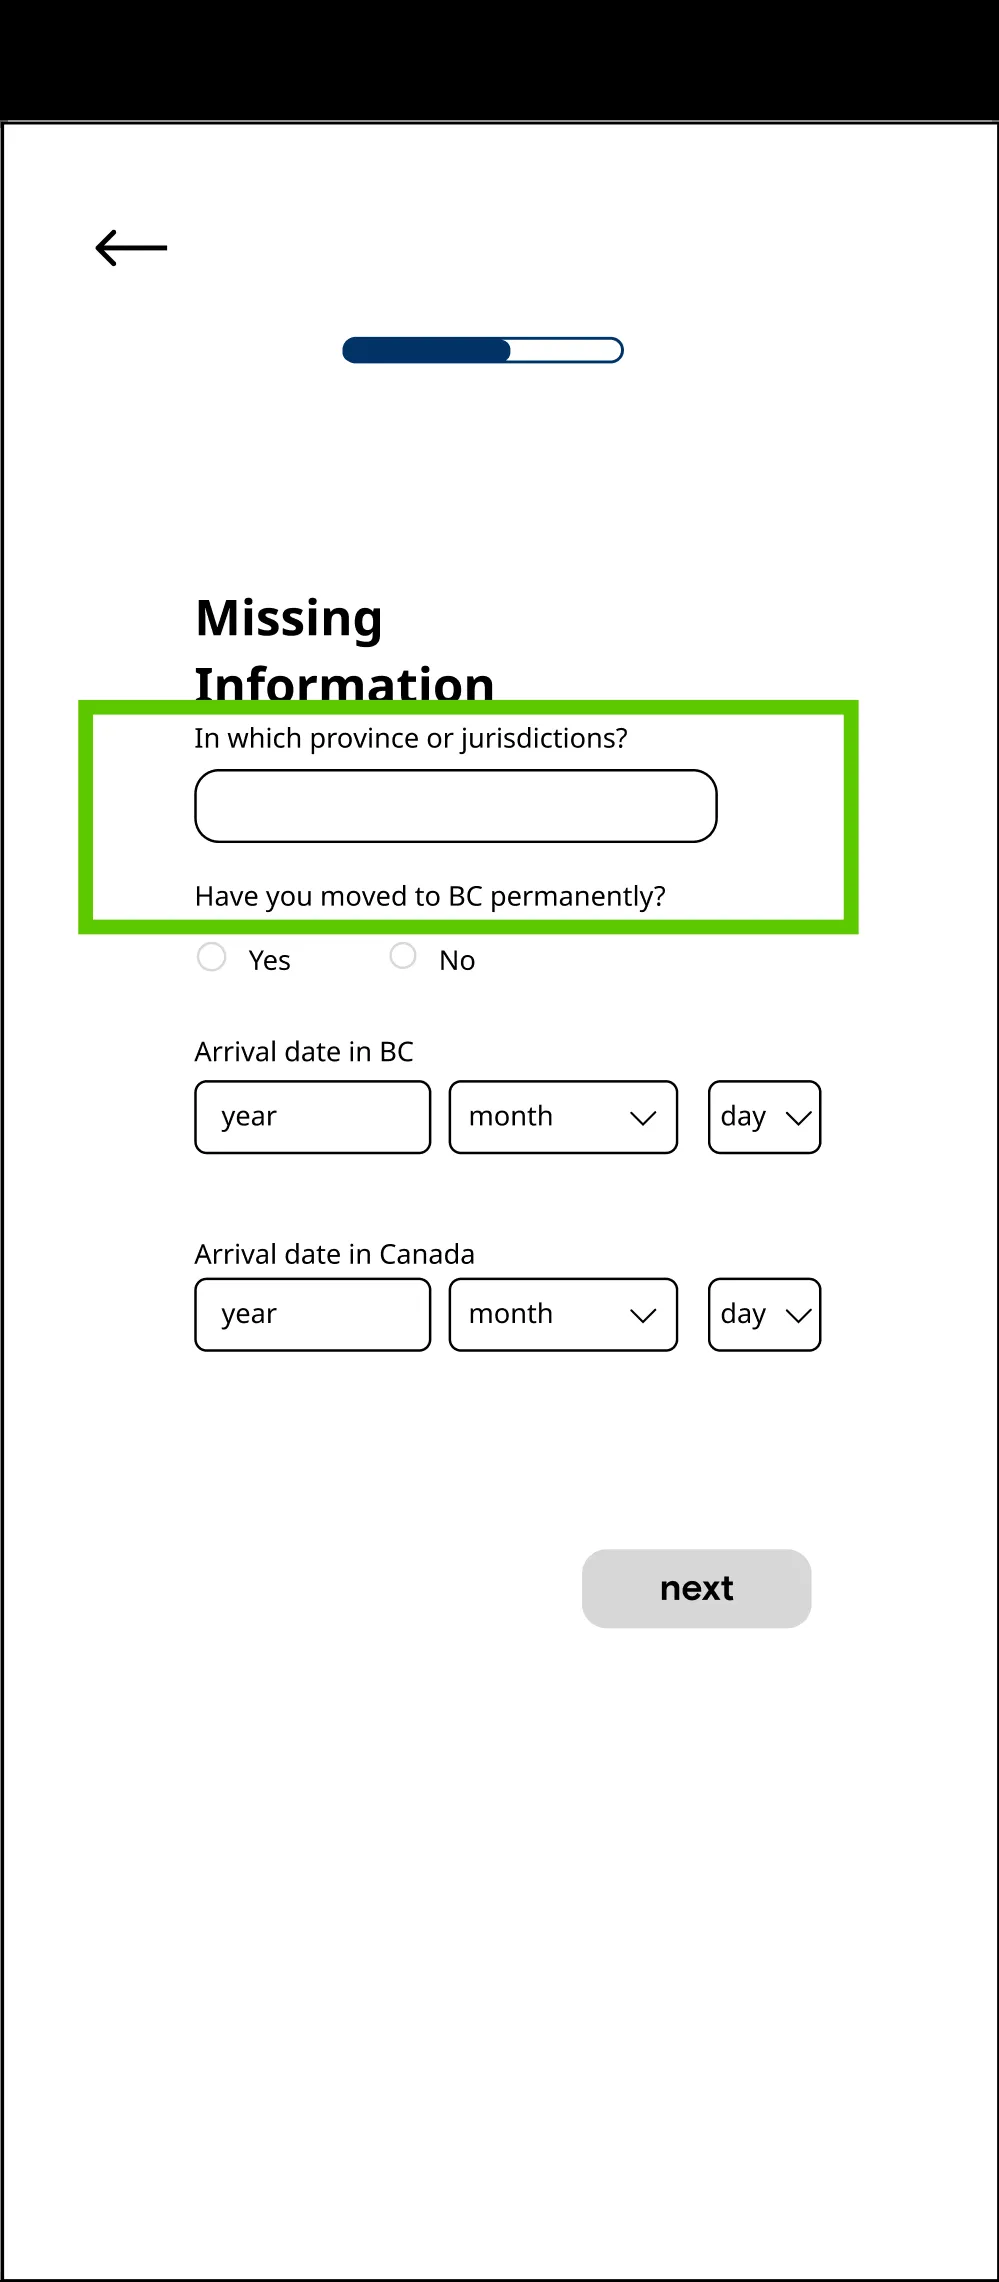 Missing
Information
In which province or jurisdictions?
Have you moved to BC permanently?
Yes No
Arrival date in BC
year month day
Arrival date in Canada
year month day
next